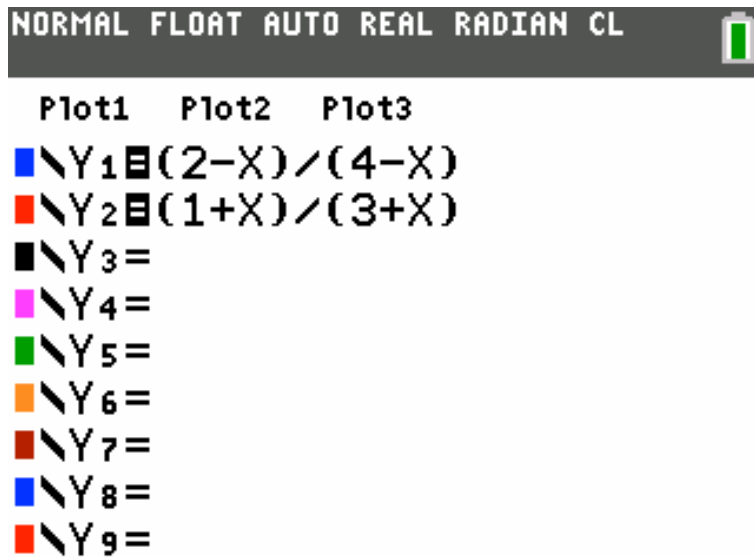 NORMAL FLOAT AUTO REAL RADIAN CL
Plot1 Plot2 Plot3
\Y1=(2-X)/(4-X)
\Y2=(1+X)/(3+X)
\Y3=
\Y4=
\Y5=
\Y6=
\Y7=
\Y8=
\Y9=